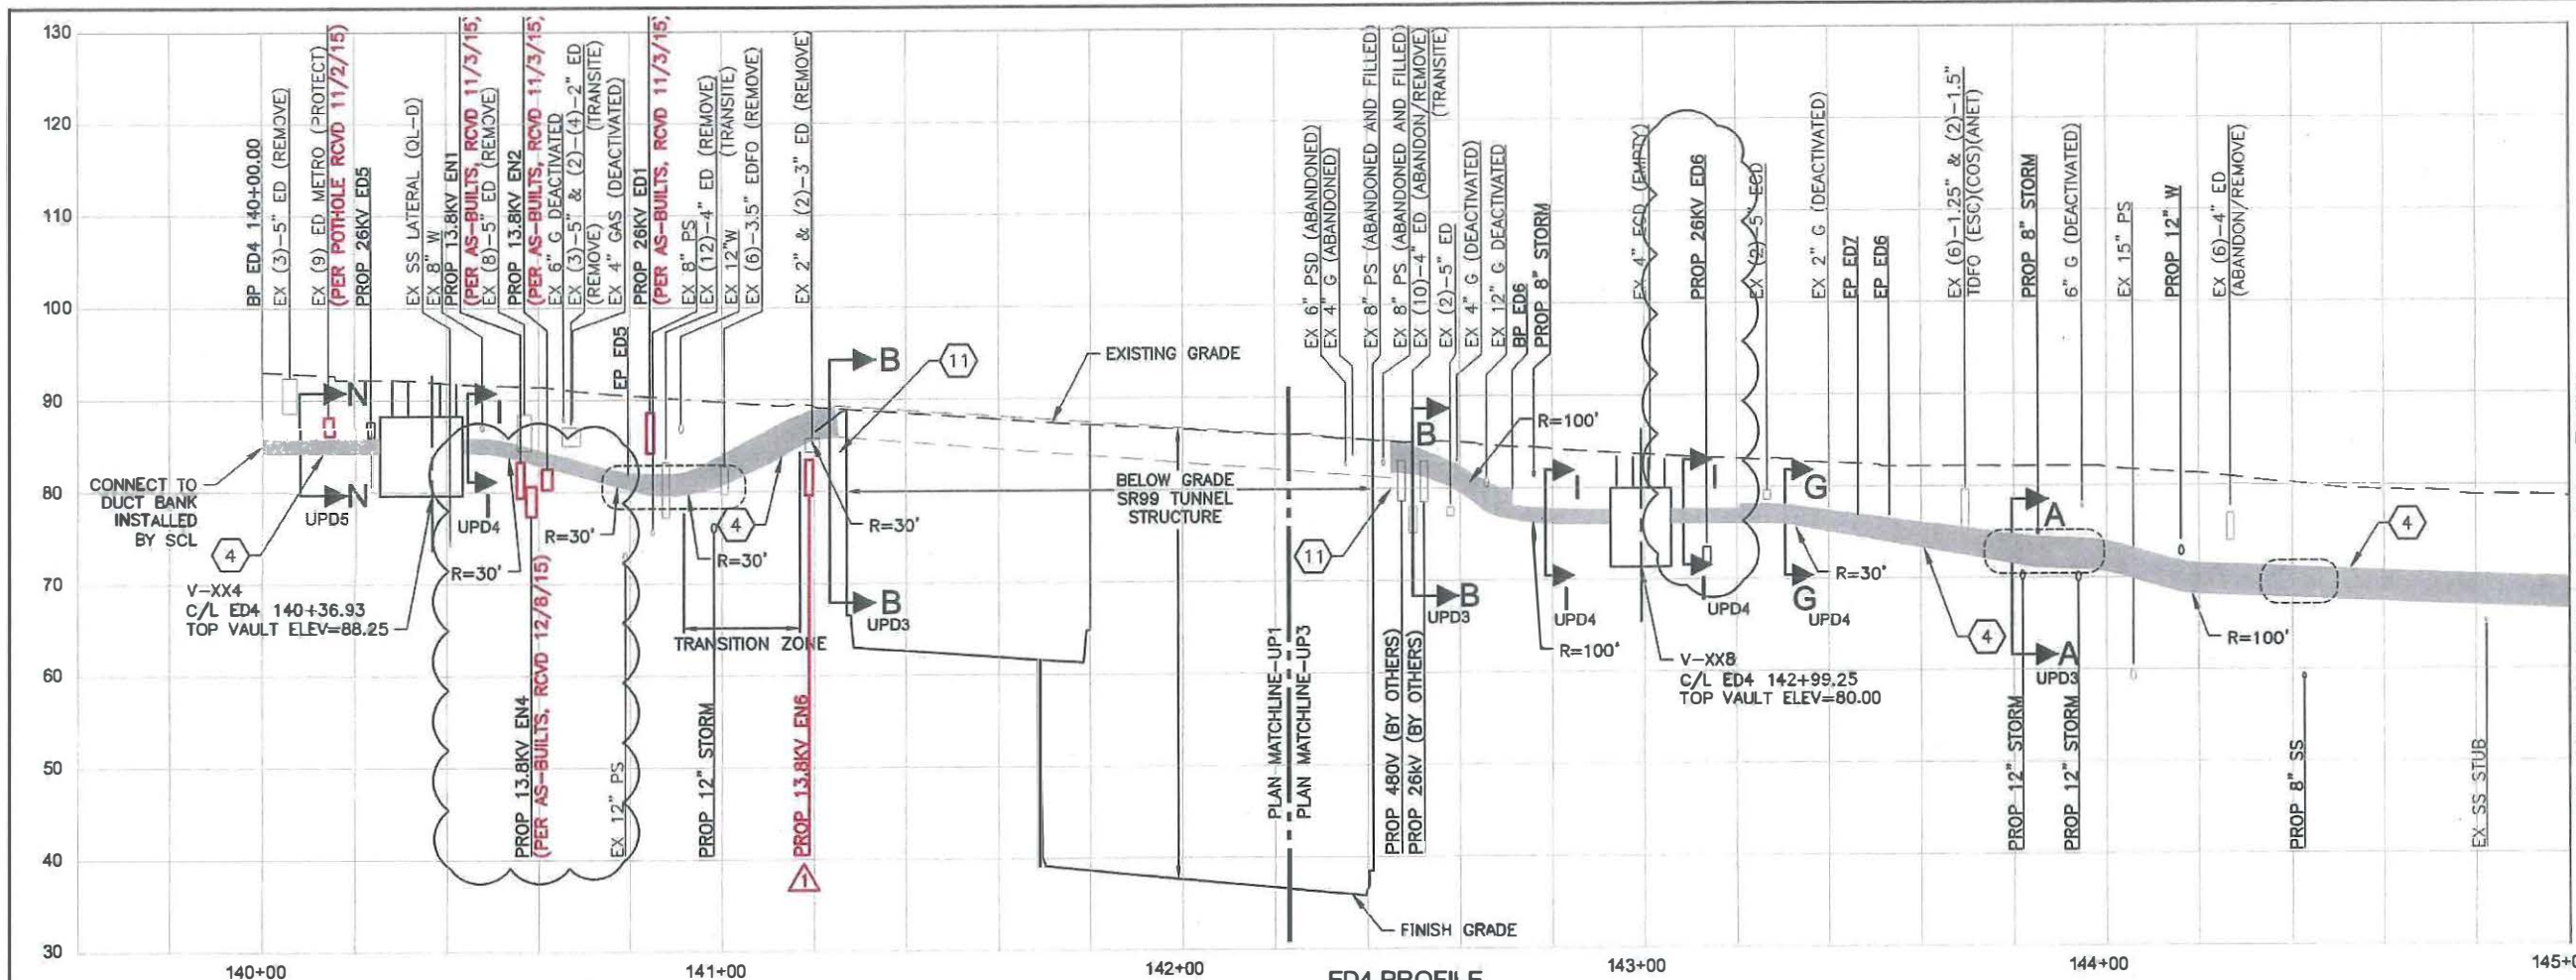 130
120
110
100
90
80
70
60
50
40
30
BP ED4 140+00.00
EX (3)-5" ED (REMOVE)
EX (9) ED METRO (PROTECT)
(PER POTHOLE RCVD 11/2/15)
PROP 26KV ED5
EX SS LATERAL (QL-D)
EX 8" W
PROP 13.8KV EN1
(PER AS-BUILTS, RCVD 11/3/15)
EX (8)-5" ED (REMOVE)
PROP 13.8KV EN2
(PER AS-BUILTS, RCVD 11/3/15)
EX 6" G DEACTIVATED
EX (3)-5" & (2)-(4)-2" ED
(REMOVE) (TRANSITE)
EX 4" GAS (DEACTIVATED)
EP ED5
PROP 26KV ED1
(PER AS-BUILTS, RCVD 11/3/15)
EX 8" PS
EX (12)-4" ED (REMOVE)
(TRANSITE)
EX 12"W
EX (6)-3.5" EDFO (REMOVE)
EX 2" & (2)-3" ED (REMOVE)
B
11
EXISTING GRADE
EX 6" PSD (ABANDONED)
EX 4" G (ABANDONED)
EX 8" PS (ABANDONED AND FILLED)
EX 8" PS (ABANDONED AND FILLED)
EX (10)-4" ED (ABANDON/REMOVE)
(TRANSITE)
EX (2)-5" ED
EX 4" G (DEACTIVATED)
EX 12" G DEACTIVATED
BP ED6
PROP 8" STORM
EX 4" ECD (EMPTY)
PROP 26KV ED6
EX (2)-5" ECD
EX 2" G (DEACTIVATED)
EP ED7
EP ED6
EX (6)-1.25" & (2)-1.5"
TDFO (ESC)(COS)(ANET)
PROP 8" STORM
6" G (DEACTIVATED)
EX 15" PS
PROP 12" W
EX (6)-4" ED
(ABANDON/REMOVE)
N
N
UPD5
I
I
UPD4
CONNECT TO
DUCT BANK
INSTALLED
BY SCL
4
V-XX4
C/L ED4 140+36.93
TOP VAULT ELEV=88.25
R=30'
R=30'
R=30'
4
R=30'
TRANSITION ZONE
B
UPD3
BELOW GRADE
SR99 TUNNEL
STRUCTURE
11
B
B
UPD3
R=100'
I
I
UPD4
R=100'
I
I
UPD4
V-XX8
C/L ED4 142+99.25
TOP VAULT ELEV=80.00
G
G
UPD4
R=30'
4
A
A
UPD3
R=100'
4
PROP 13.8KV EN4
(PER AS-BUILTS, RCVD 12/8/15)
EX 12" PS
PROP 12" STORM
PROP 13.8KV EN6
1
PLAN MATCHLINE-UP1
PLAN MATCHLINE-UP3
PROP 480V (BY OTHERS)
PROP 26kV (BY OTHERS)
PROP 12" STORM
PROP 12" STORM
PROP 8" SS
EX SS STUB
FINISH GRADE
140+00
141+00
142+00
143+00
144+00
145+0
ED4 PROFILE